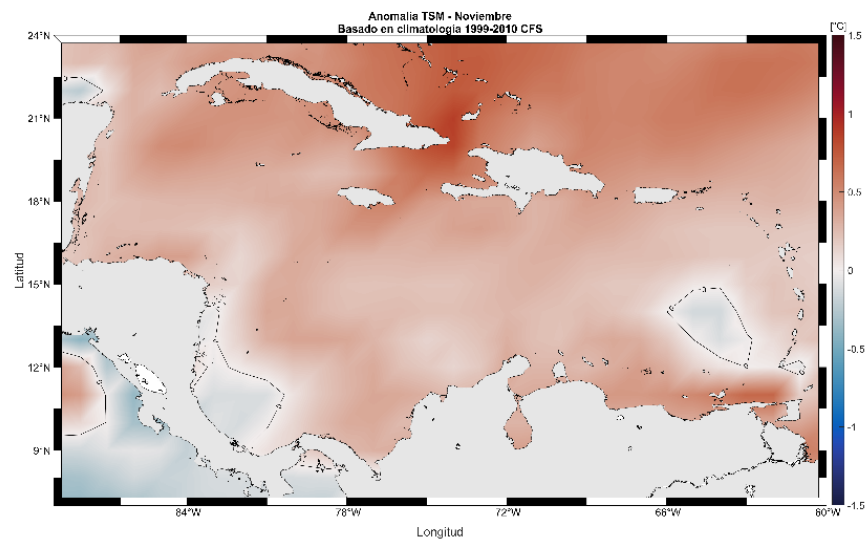 Anomalia TSM - Noviembre
Basado en climatologia 1999-2010 CFS
[°C]
24°N
21°N
18°N
15°N
12°N
9°N
Latitud
84°W
78°W
72°W
66°W
60°W
Longitud
1.5
1
0.5
0
-0.5
-1
-1.5